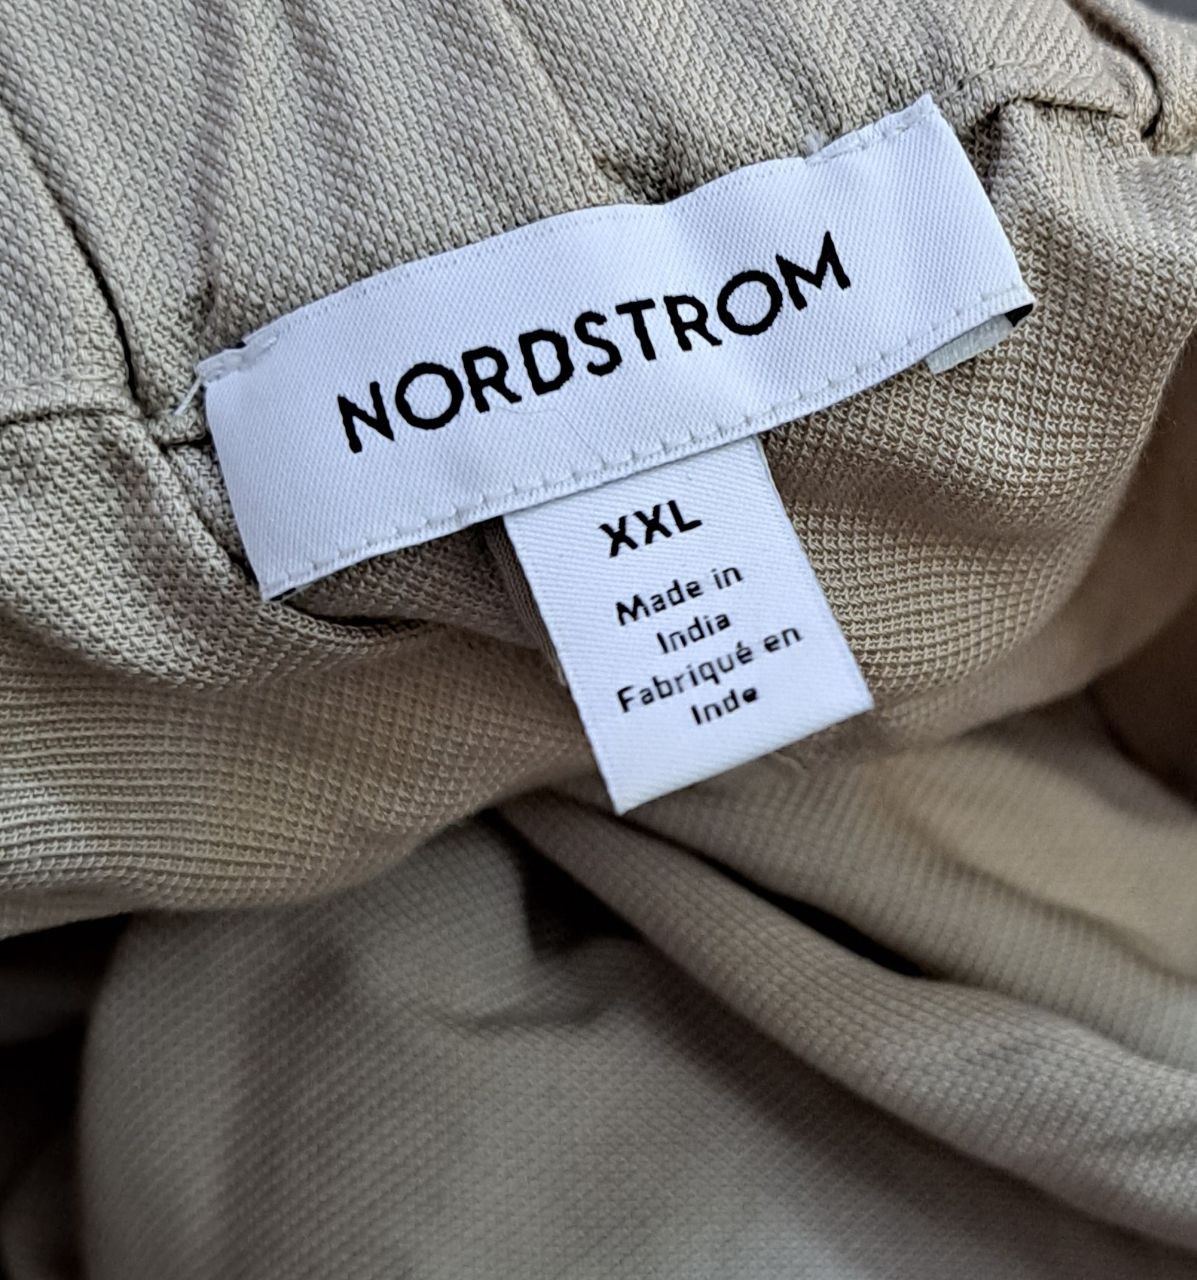 NORDSTROM
XXL
Made in
India
Fabriqué en
Inde